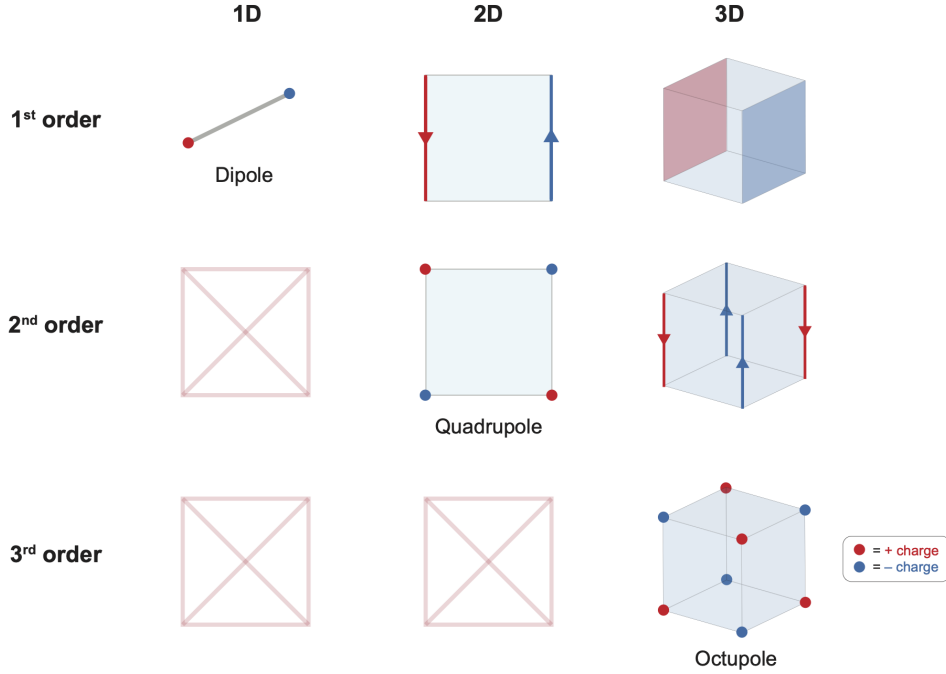 1D 2D 3D
1st order
Dipole
2nd order
Quadrupole
3rd order
= + charge
= – charge
Octupole